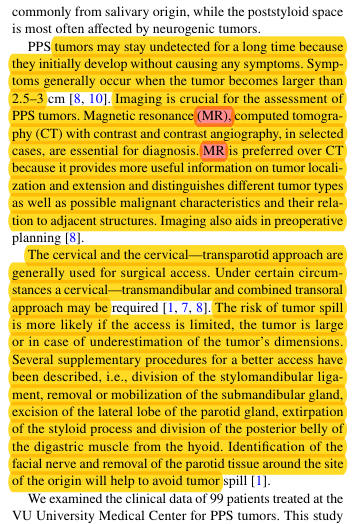 commonly from salivary origin, while the poststyloid space
is most often affected by neurogenic tumors.
PPS tumors may stay undetected for a long time because
they initially develop without causing any symptoms. Symp-
toms generally occur when the tumor becomes larger than
2.5–3 cm [8, 10]. Imaging is crucial for the assessment of
PPS tumors. Magnetic resonance (MR), computed tomogra-
phy (CT) with contrast and contrast angiography, in selected
cases, are essential for diagnosis. MR is preferred over CT
because it provides more useful information on tumor locali-
zation and extension and distinguishes different tumor types
as well as possible malignant characteristics and their rela-
tion to adjacent structures. Imaging also aids in preoperative
planning [8].
The cervical and the cervical—transparotid approach are
generally used for surgical access. Under certain circum-
stances a cervical—transmandibular and combined transoral
approach may be required [1, 7, 8]. The risk of tumor spill
is more likely if the access is limited, the tumor is large
or in case of underestimation of the tumor's dimensions.
Several supplementary procedures for a better access have
been described, i.e., division of the stylomandibular liga-
ment, removal or mobilization of the submandibular gland,
excision of the lateral lobe of the parotid gland, extirpation
of the styloid process and division of the posterior belly of
the digastric muscle from the hyoid. Identification of the
facial nerve and removal of the parotid tissue around the
site of the origin will help to avoid tumor spill [1].
We examined the clinical data of 99 patients treated at the
VU University Medical Center for PPS tumors. This study